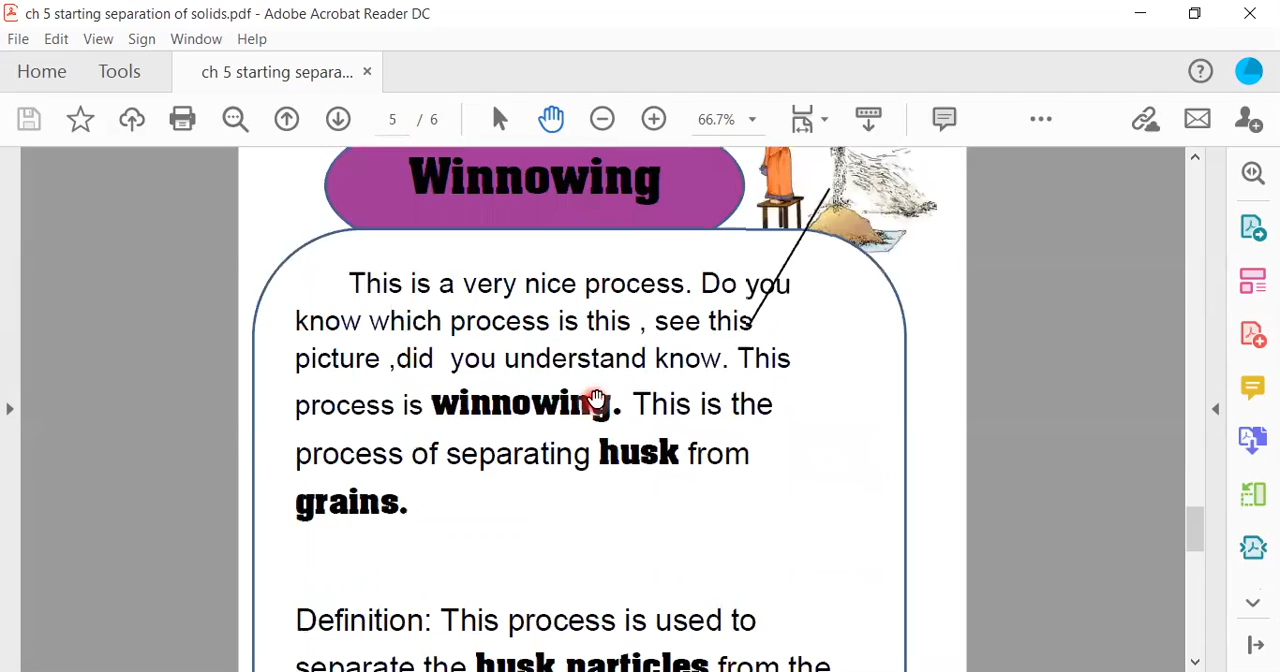 ch 5 starting separation of solids.pdf - Adobe Acrobat Reader DC
File Edit View Sign Window Help
Home Tools ch 5 starting separa... ×
5 / 6 66.7%
Winnowing
This is a very nice process. Do you
know which process is this , see this
picture ,did you understand know. This
process is winnowing. This is the
process of separating husk from
grains.
Definition: This process is used to
separate the husk particles from the